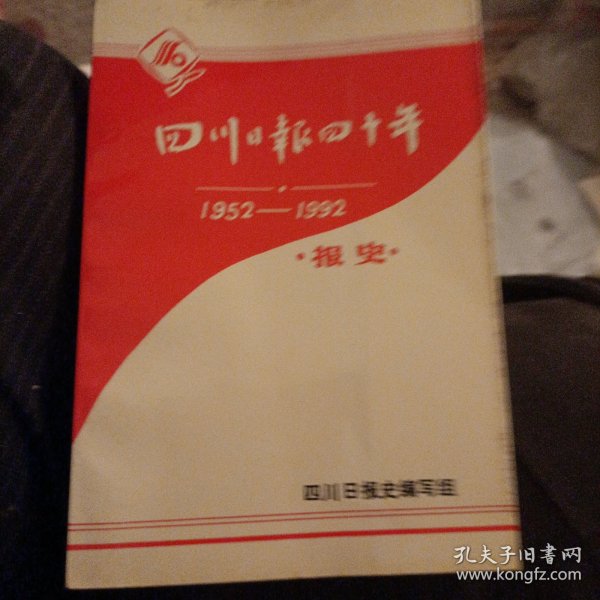 四川日報四十年
1952—1992
·报史·
四川日报史编写组
孔夫子旧书网
www.kongfz.com